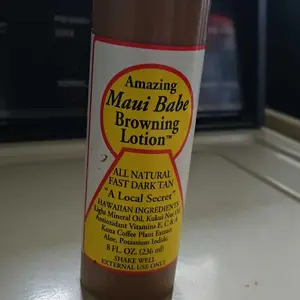 Amazing
Maui Babe
Browning
Lotion™
ALL NATURAL
FAST DARK TAN
"A Local Secret"
HAWAIIAN INGREDIENTS:
Light Mineral Oil, Kukui Nut Oil
Antioxidant Vitamins E, C & A
Kona Coffee Plant Extract
Aloe, Potassium Iodide
8 FL. OZ. (236 ml)
SHAKE WELL
EXTERNAL USE ONLY